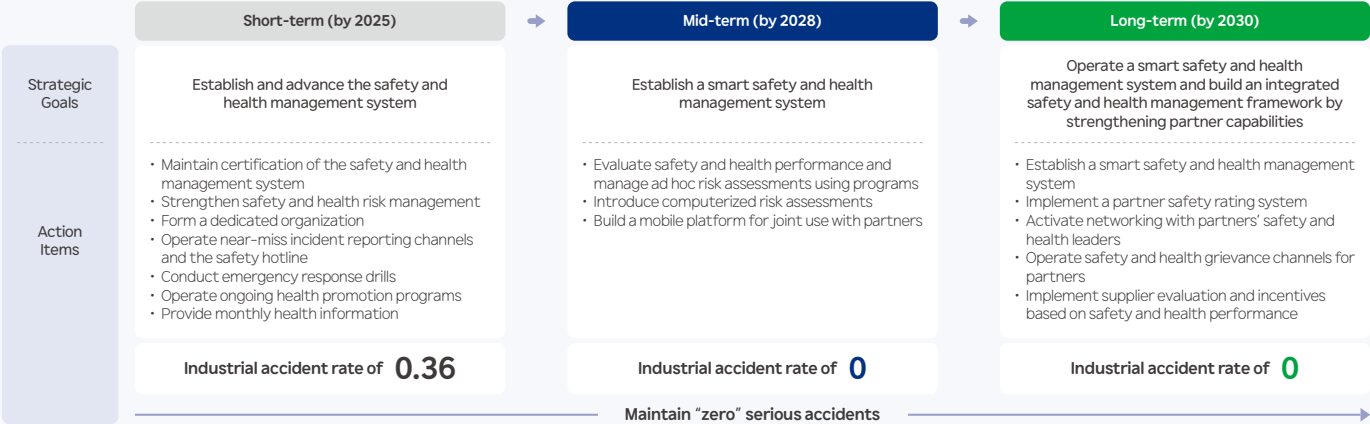 Short-term (by 2025)
Mid-term (by 2028)
Long-term (by 2030)
Strategic
Goals
Establish and advance the safety and
health management system
Establish a smart safety and health
management system
Operate a smart safety and health
management system and build an integrated
safety and health management framework by
strengthening partner capabilities
Action
Items
• Maintain certification of the safety and health
management system
• Strengthen safety and health risk management
• Form a dedicated organization
• Operate near-miss incident reporting channels
and the safety hotline
• Conduct emergency response drills
• Operate ongoing health promotion programs
• Provide monthly health information
• Evaluate safety and health performance and
manage ad hoc risk assessments using programs
• Introduce computerized risk assessments
• Build a mobile platform for joint use with partners
• Establish a smart safety and health management
system
• Implement a partner safety rating system
• Activate networking with partners' safety and
health leaders
• Operate safety and health grievance channels for
partners
• Implement supplier evaluation and incentives
based on safety and health performance
Industrial accident rate of 0.36
Industrial accident rate of 0
Industrial accident rate of 0
Maintain "zero" serious accidents